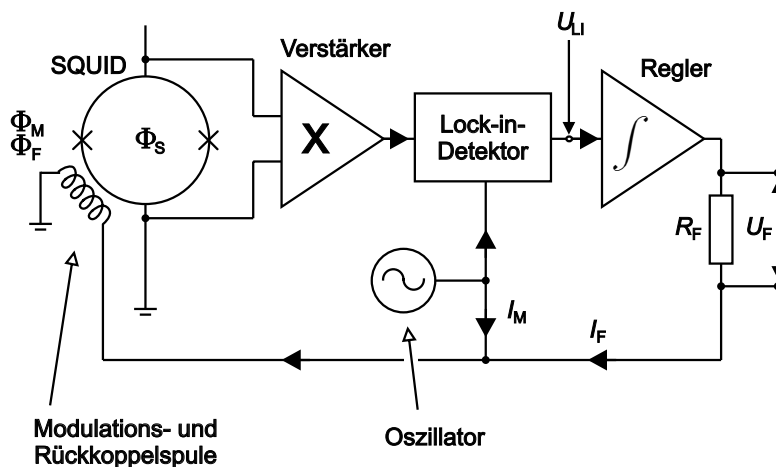 SQUID
Verstärker
U_LI
Regler
Φ_M
Φ_F
Φ_S
X
Lock-in-
Detektor
∫
R_F
U_F
I_M
I_F
Modulations- und
Rückkoppelspule
Oszillator